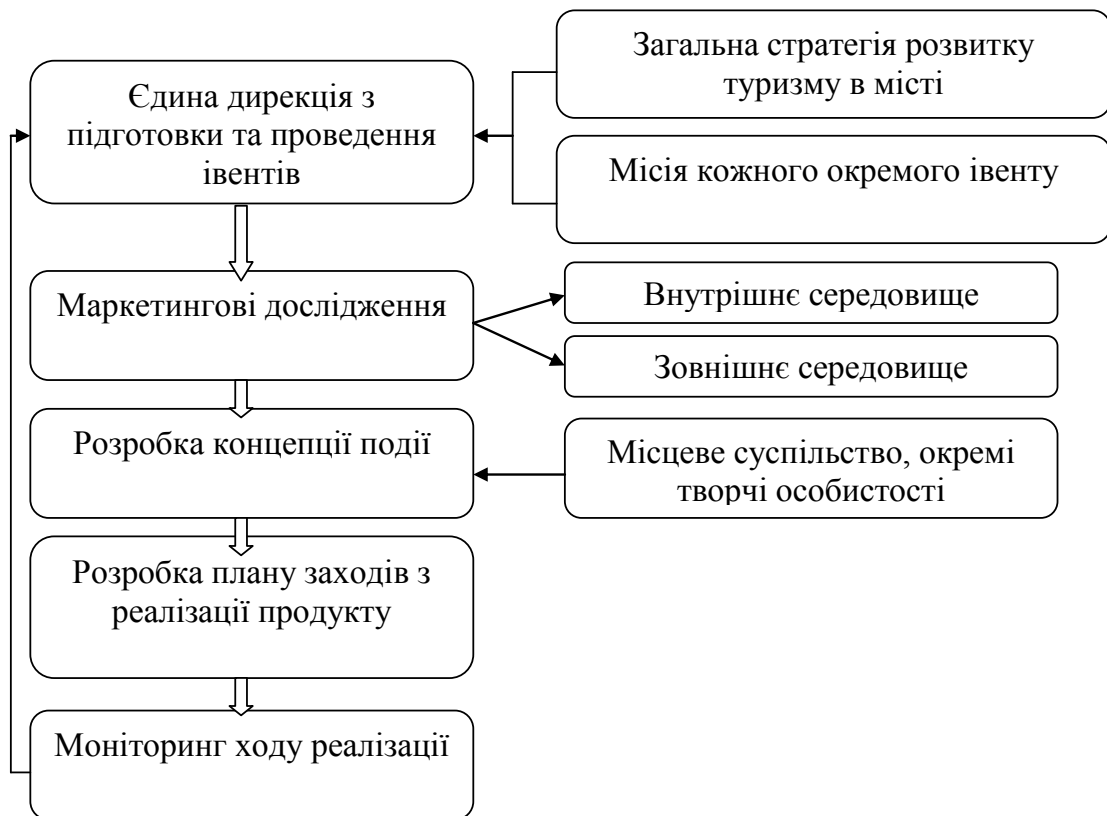 Загальна стратегія розвитку
туризму в місті
Єдина дирекція з
підготовки та проведення
івентів
Місія кожного окремого івенту
Маркетингові дослідження
Внутрішнє середовище
Зовнішнє середовище
Розробка концепції події
Місцеве суспільство, окремі
творчі особистості
Розробка плану заходів з
реалізації продукту
Моніторинг ходу реалізації